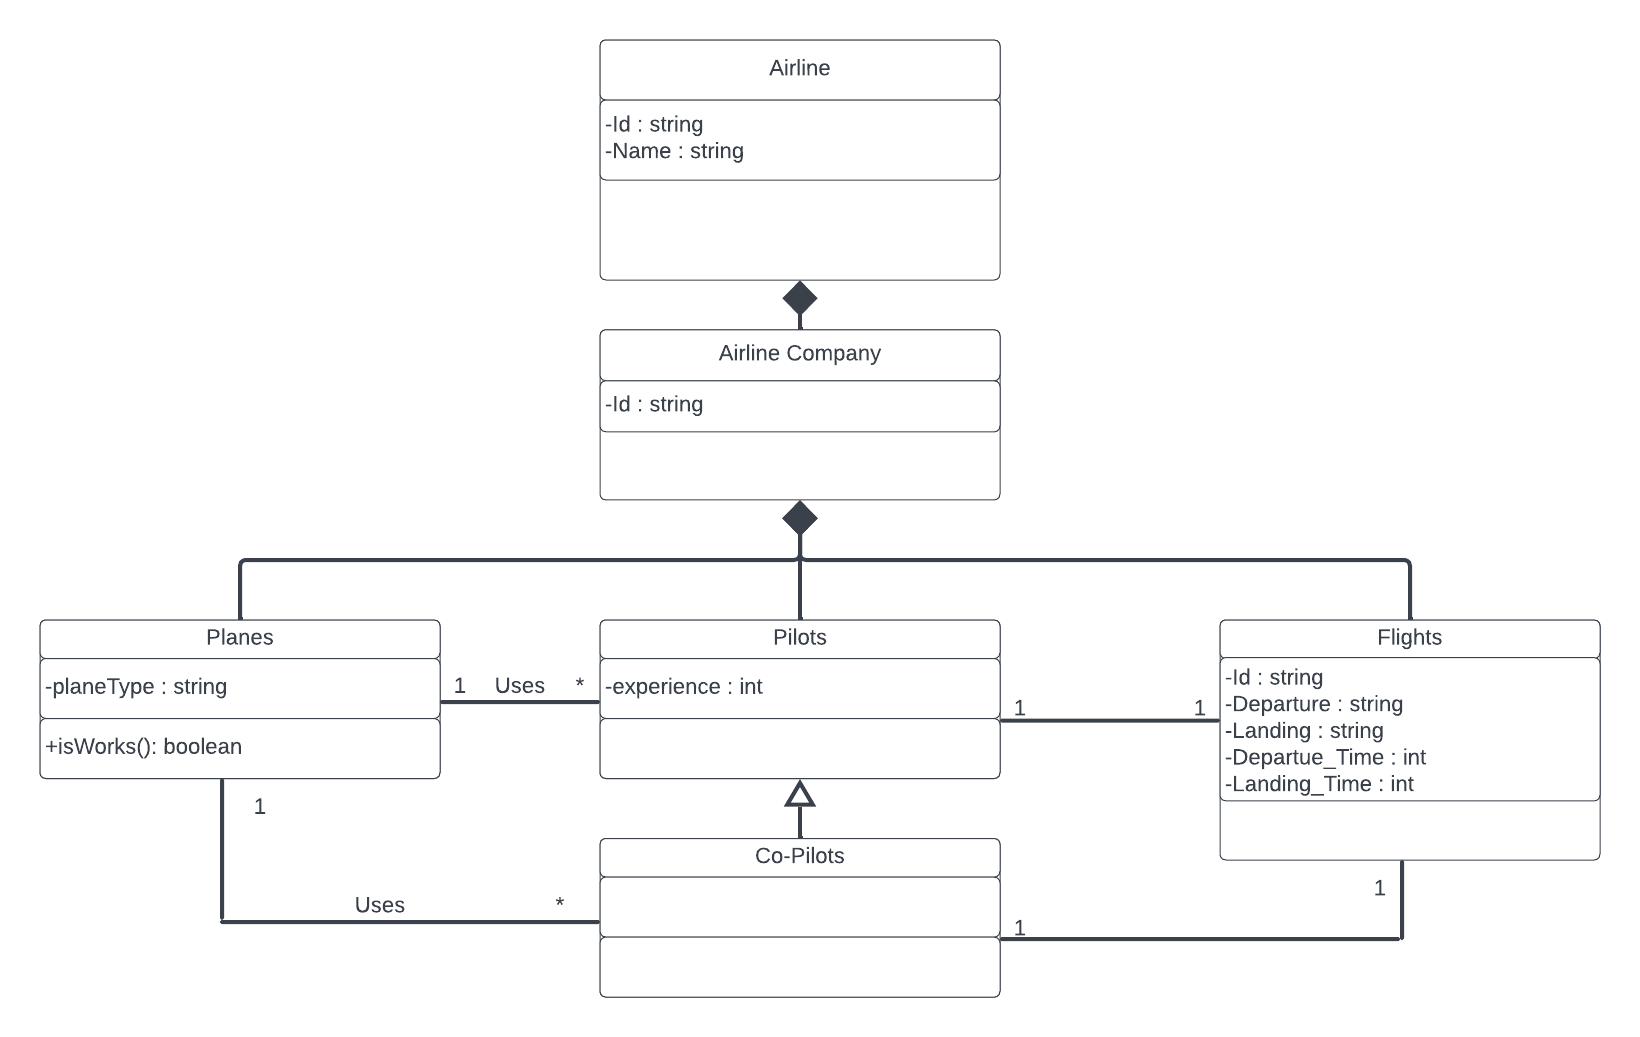 Airline
-Id : string
-Name : string
Airline Company
-Id : string
Planes
-planeType : string
+isWorks(): boolean
1 Uses *
Pilots
-experience : int
1 1
Flights
-Id : string
-Departure : string
-Landing : string
-Departue_Time : int
-Landing_Time : int
1
Uses *
Co-Pilots
1
1